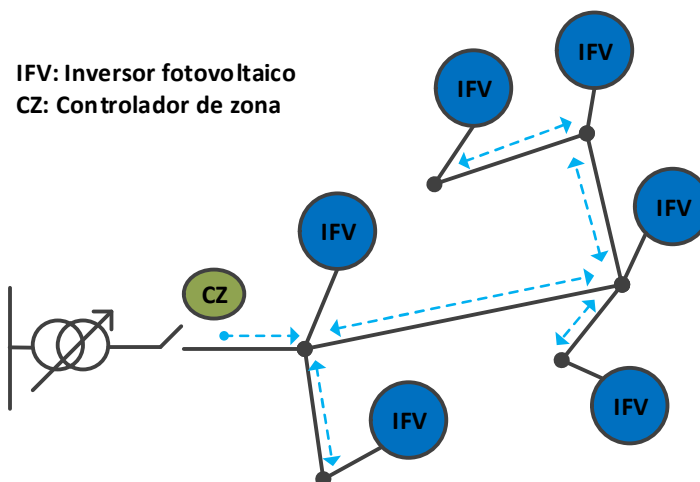 IFV: Inversor fotovoltaico
CZ: Controlador de zona
IFV
IFV
IFV
IFV
CZ
IFV
IFV